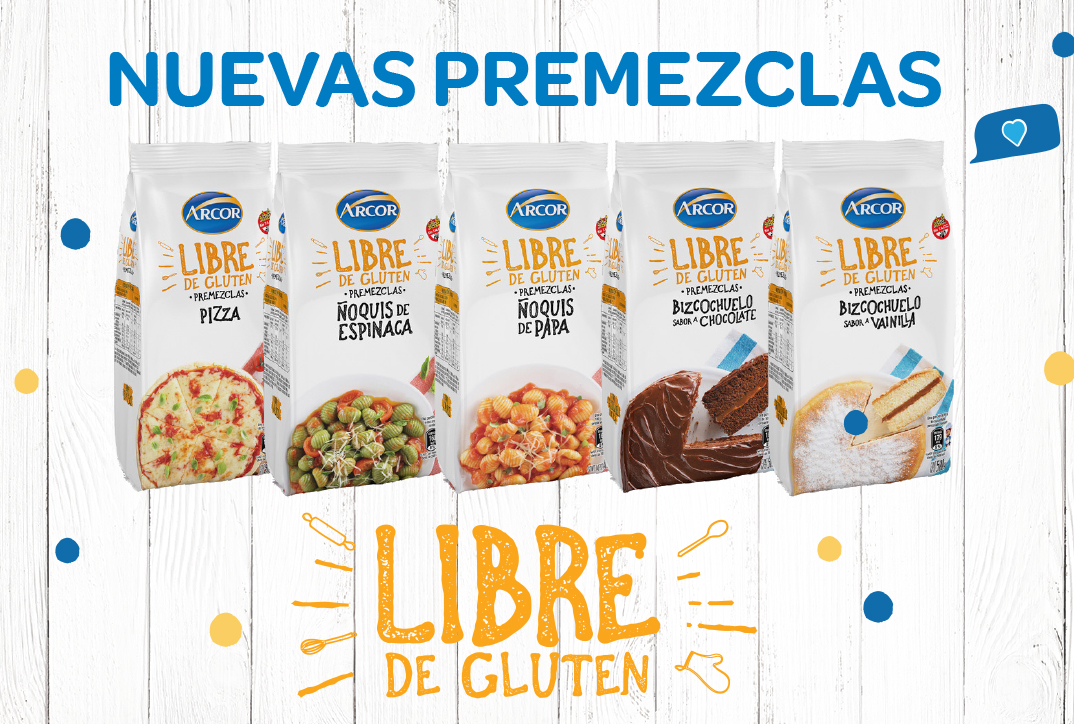 NUEVAS PREMEZCLAS
ARCOR
LIBRE
DE GLUTEN
•PREMEZCLAS•
PIZZA
ARCOR
LIBRE
DE GLUTEN
•PREMEZCLAS•
ÑOQUIS DE
ESPINACA
ARCOR
LIBRE
DE GLUTEN
•PREMEZCLAS•
ÑOQUIS
DE PAPA
ARCOR
LIBRE
DE GLUTEN
•PREMEZCLAS•
BIZCOCHUELO
SABOR A CHOCOLATE
ARCOR
LIBRE
DE GLUTEN
•PREMEZCLAS•
BIZCOCHUELO
SABOR A VAINILLA
LIBRE
DE GLUTEN